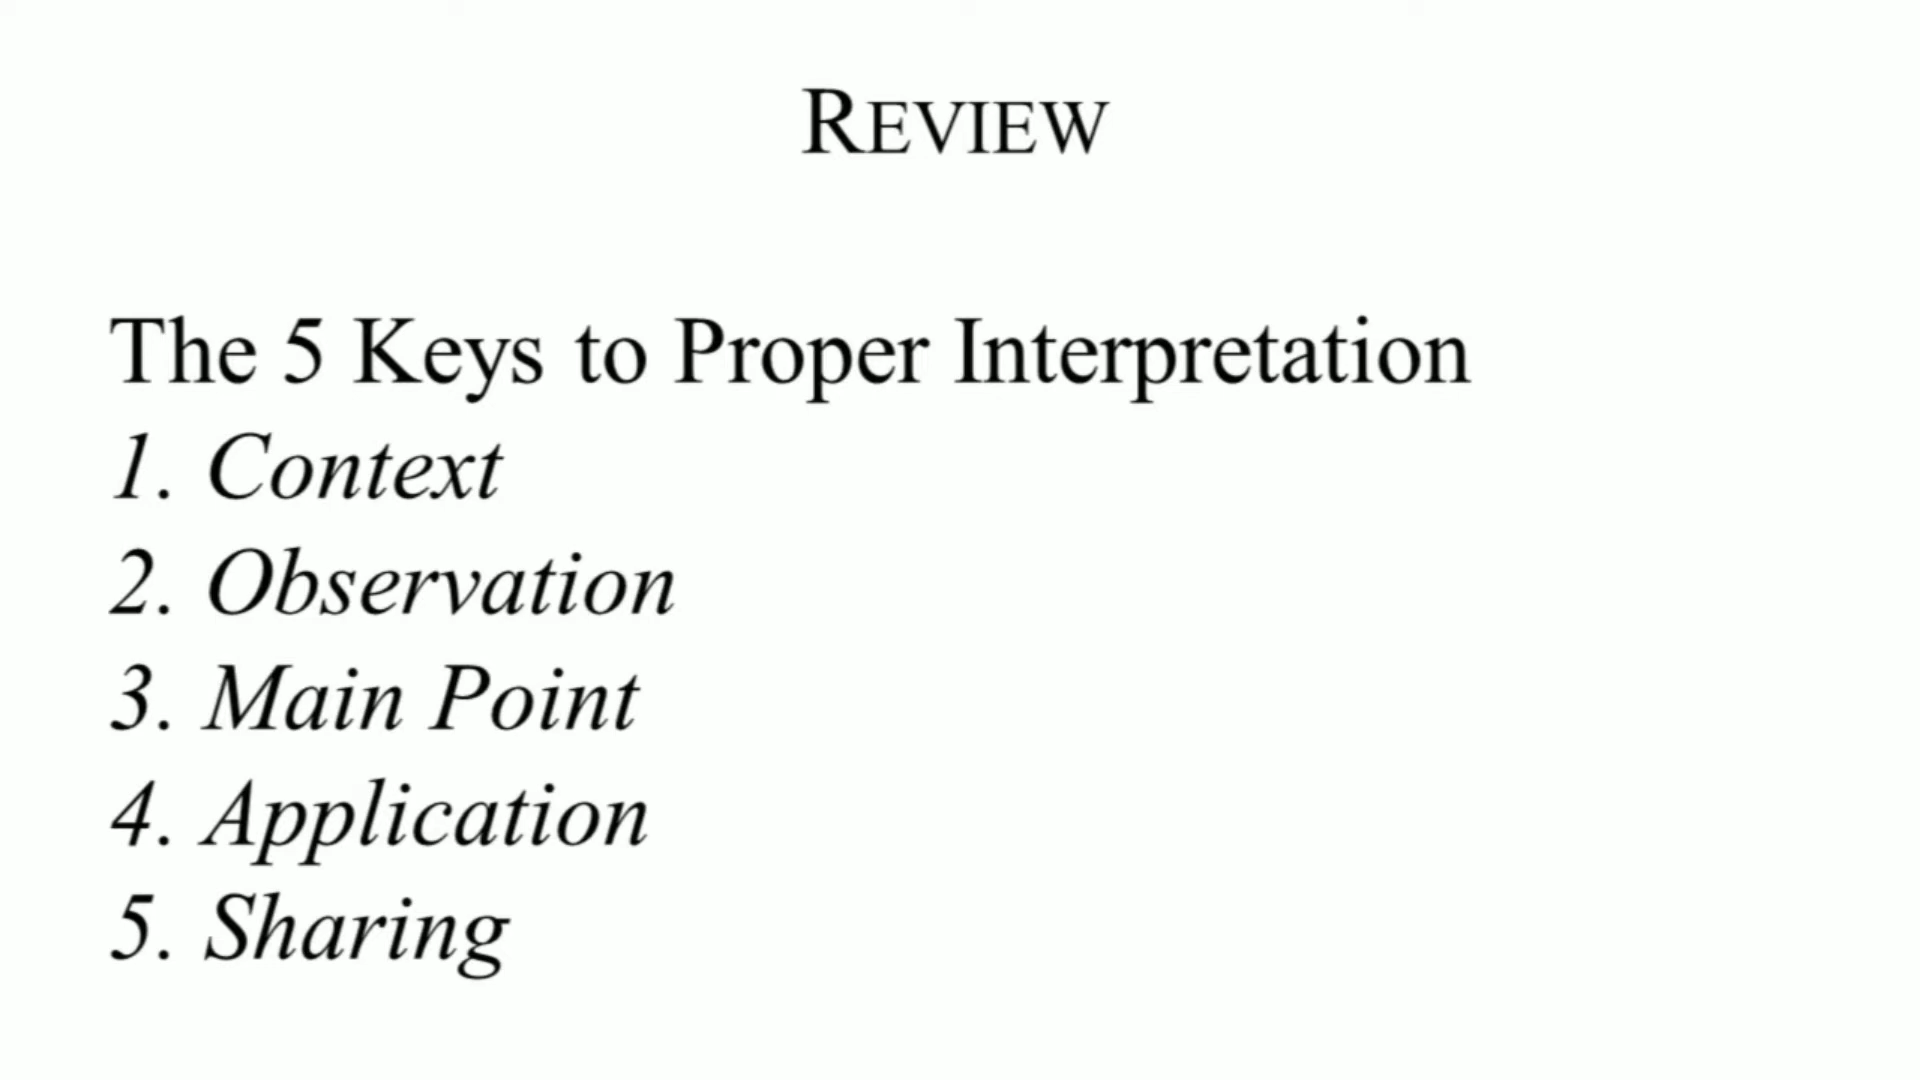 REVIEW
The 5 Keys to Proper Interpretation
1. Context
2. Observation
3. Main Point
4. Application
5. Sharing